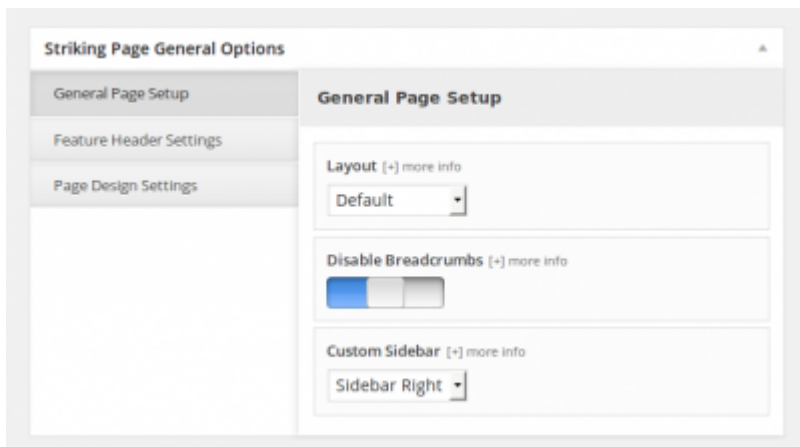 Striking Page General Options
General Page Setup
Feature Header Settings
Page Design Settings
General Page Setup
Layout [+] more info
Default
Disable Breadcrumbs [+] more info
Custom Sidebar [+] more info
Sidebar Right